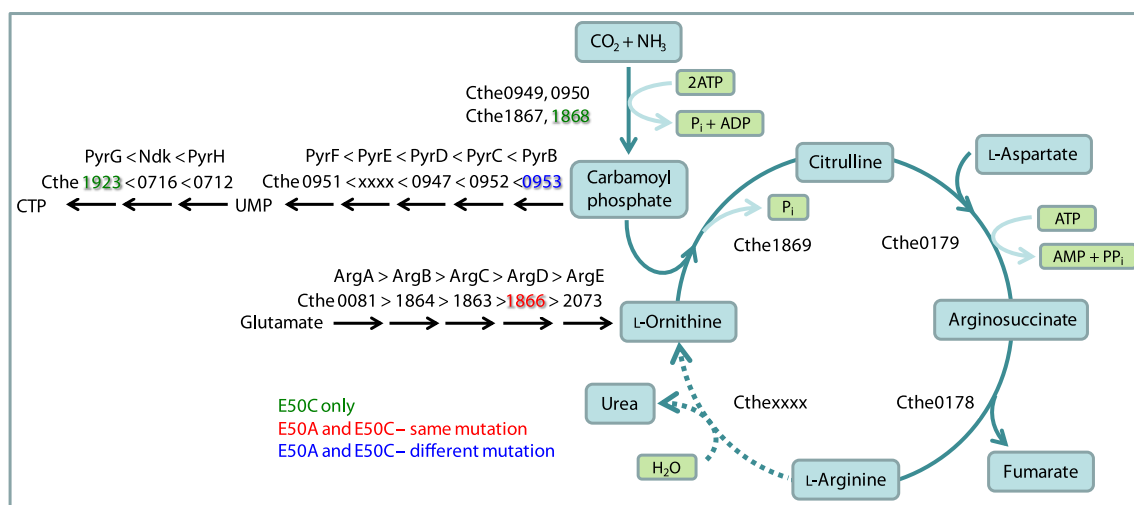 CO₂ + NH₃
2ATP
Cthe0949, 0950
Cthe1867, 1868
Pᵢ + ADP
PyrG < Ndk < PyrH
PyrF < PyrE < PyrD < PyrC < PyrB
Cthe 1923 < 0716 < 0712
Cthe 0951 < xxxx < 0947 < 0952 < 0953
CTP
UMP
Carbamoyl
phosphate
Citrulline
L-Aspartate
Pᵢ
ATP
Cthe1869
Cthe0179
AMP + PPᵢ
ArgA > ArgB > ArgC > ArgD > ArgE
Cthe 0081 > 1864 > 1863 > 1866 > 2073
Glutamate
L-Ornithine
Arginosuccinate
Urea
Cthexxxx
Cthe0178
E50C only
E50A and E50C – same mutation
E50A and E50C – different mutation
H₂O
L-Arginine
Fumarate